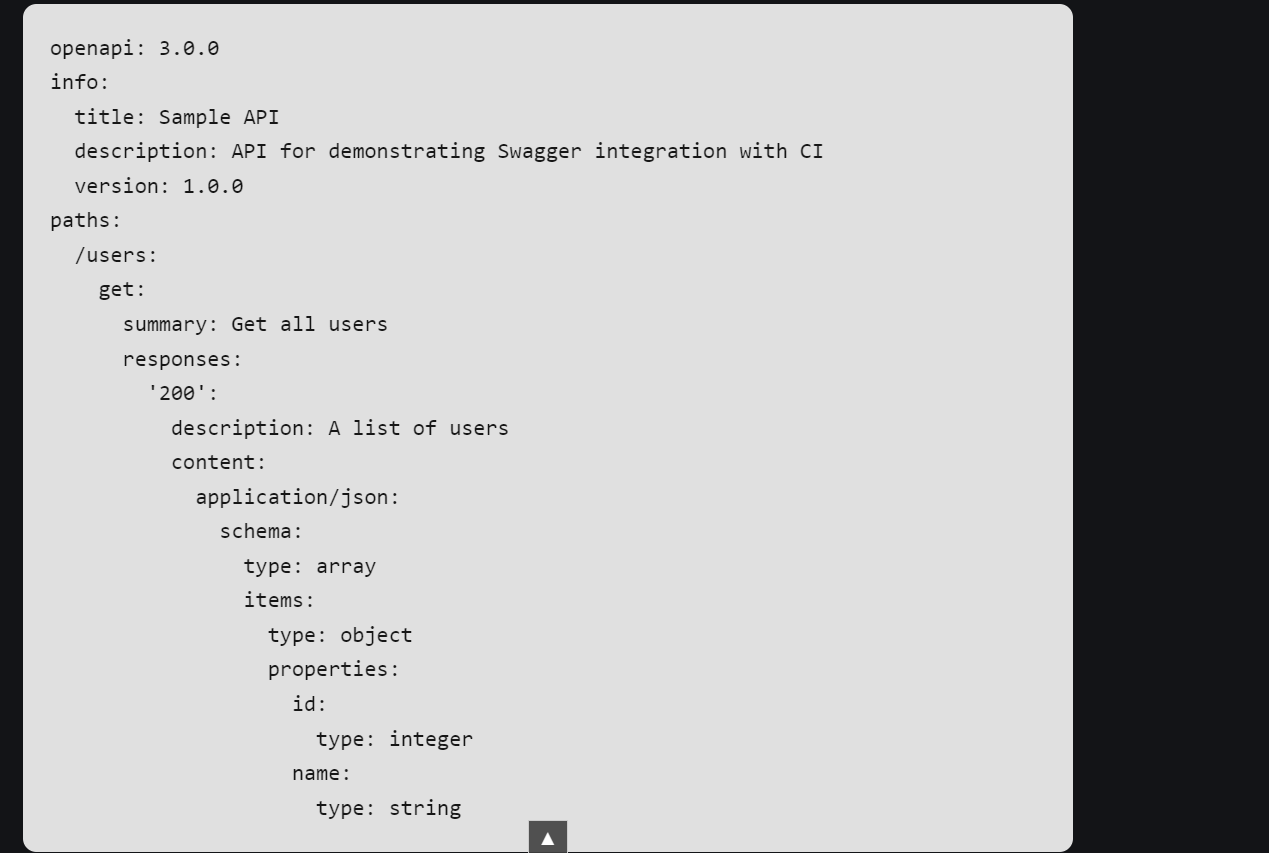 openapi: 3.0.0
info:
  title: Sample API
  description: API for demonstrating Swagger integration with CI
  version: 1.0.0
paths:
  /users:
    get:
      summary: Get all users
      responses:
        '200':
          description: A list of users
          content:
            application/json:
              schema:
                type: array
                items:
                  type: object
                  properties:
                    id:
                      type: integer
                    name:
                      type: string